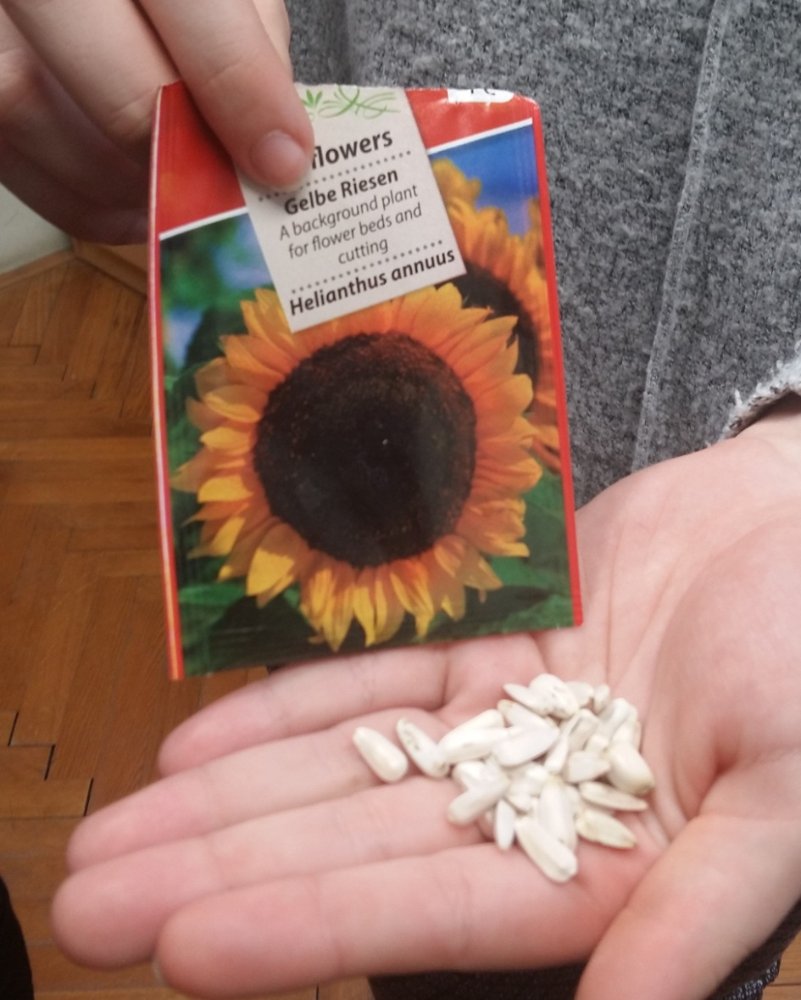 flowers
Gelbe Riesen
A background plant
for flower beds and
cutting
Helianthus annuus